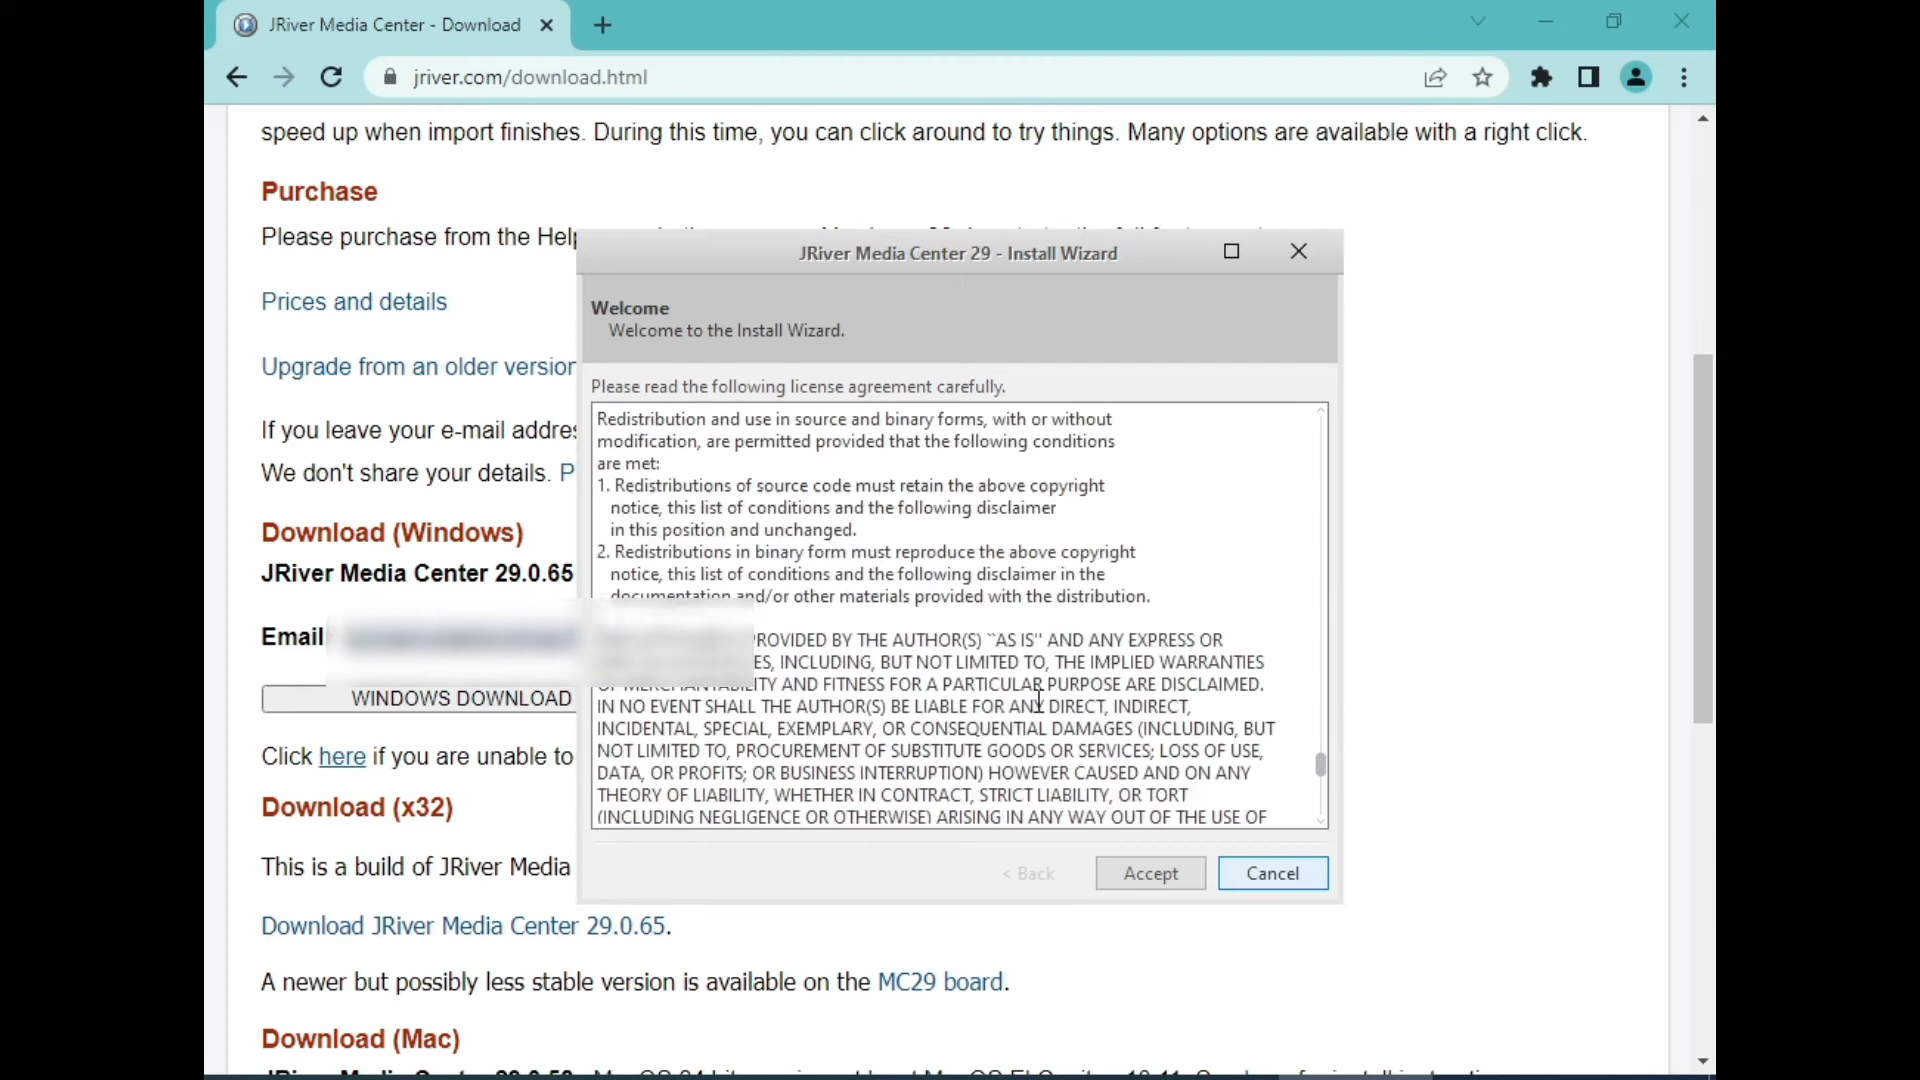 JRiver Media Center - Download
jriver.com/download.html
speed up when import finishes. During this time, you can click around to try things. Many options are available with a right click.
Purchase
Please purchase from the Help
Prices and details
Upgrade from an older version
If you leave your e-mail addres
We don't share your details. P
Download (Windows)
JRiver Media Center 29.0.65
Email:
WINDOWS DOWNLOAD
Click here if you are unable to
Download (x32)
This is a build of JRiver Media
Download JRiver Media Center 29.0.65.
A newer but possibly less stable version is available on the MC29 board.
Download (Mac)
JRiver Media Center 29 - Install Wizard
Welcome
Welcome to the Install Wizard.
Please read the following license agreement carefully.
Redistribution and use in source and binary forms, with or without
modification, are permitted provided that the following conditions
are met:
1. Redistributions of source code must retain the above copyright
notice, this list of conditions and the following disclaimer
in this position and unchanged.
2. Redistributions in binary form must reproduce the above copyright
notice, this list of conditions and the following disclaimer in the
documentation and/or other materials provided with the distribution.
PROVIDED BY THE AUTHOR(S) ``AS IS'' AND ANY EXPRESS OR
ES, INCLUDING, BUT NOT LIMITED TO, THE IMPLIED WARRANTIES
OF MERCHANTABILITY AND FITNESS FOR A PARTICULAR PURPOSE ARE DISCLAIMED.
IN NO EVENT SHALL THE AUTHOR(S) BE LIABLE FOR ANY DIRECT, INDIRECT,
INCIDENTAL, SPECIAL, EXEMPLARY, OR CONSEQUENTIAL DAMAGES (INCLUDING, BUT
NOT LIMITED TO, PROCUREMENT OF SUBSTITUTE GOODS OR SERVICES; LOSS OF USE,
DATA, OR PROFITS; OR BUSINESS INTERRUPTION) HOWEVER CAUSED AND ON ANY
THEORY OF LIABILITY, WHETHER IN CONTRACT, STRICT LIABILITY, OR TORT
(INCLUDING NEGLIGENCE OR OTHERWISE) ARISING IN ANY WAY OUT OF THE USE OF
< Back
Accept
Cancel